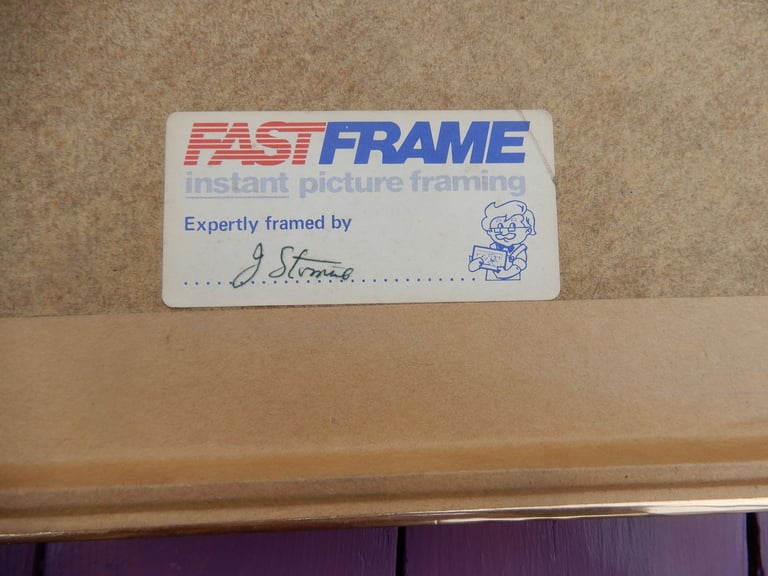 FASTFRAME
instant picture framing
Expertly framed by
J